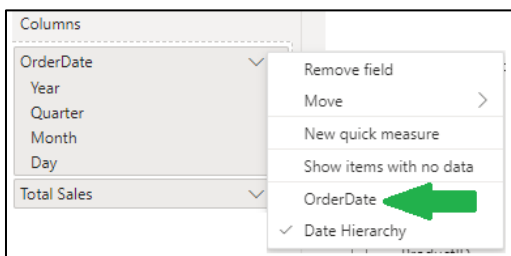 Columns
OrderDate
Year
Quarter
Month
Day
Total Sales
Remove field
Move
New quick measure
Show items with no data
OrderDate
Date Hierarchy